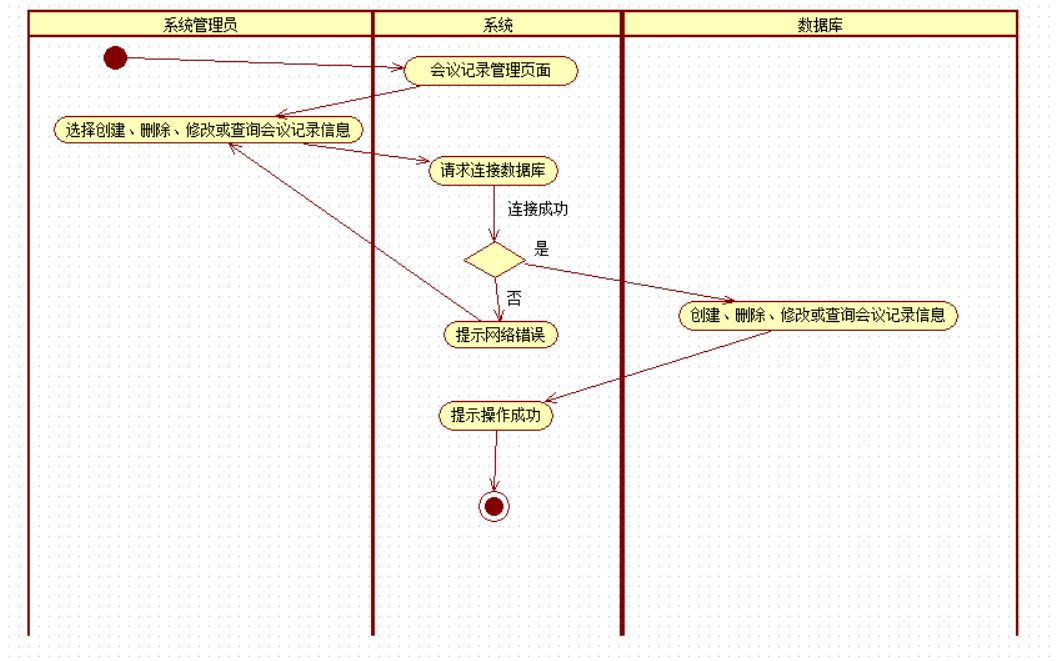 系统管理员
系统
数据库
会议记录管理页面
选择创建、删除、修改或查询会议记录信息
请求连接数据库
连接成功
是
否
创建、删除、修改或查询会议记录信息
提示网络错误
提示操作成功